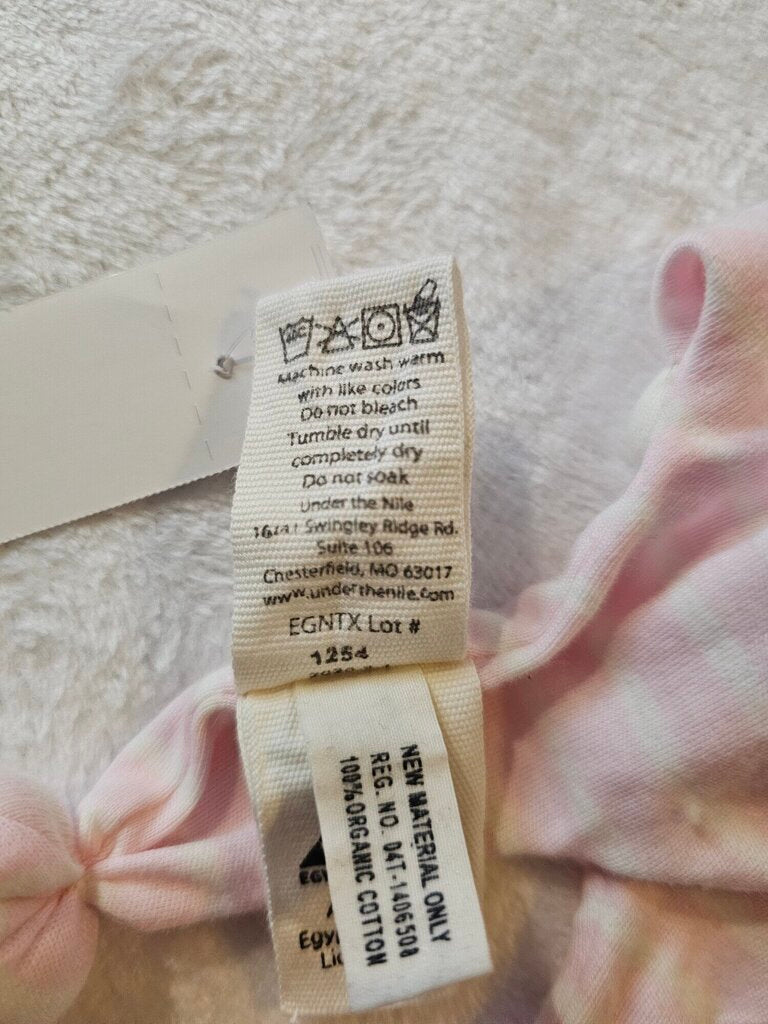 Machine wash warm
with like colors
Do not bleach
Tumble dry until
completely dry
Do not soak
Under the Nile
Swingley Ridge Rd.
Suite 106
Chesterfield, MO 63017
www.underthenile.com
EGNTX Lot #
1254
NEW MATERIAL ONLY
REG. NO. 04T-1406508
100% ORGANIC COTTON